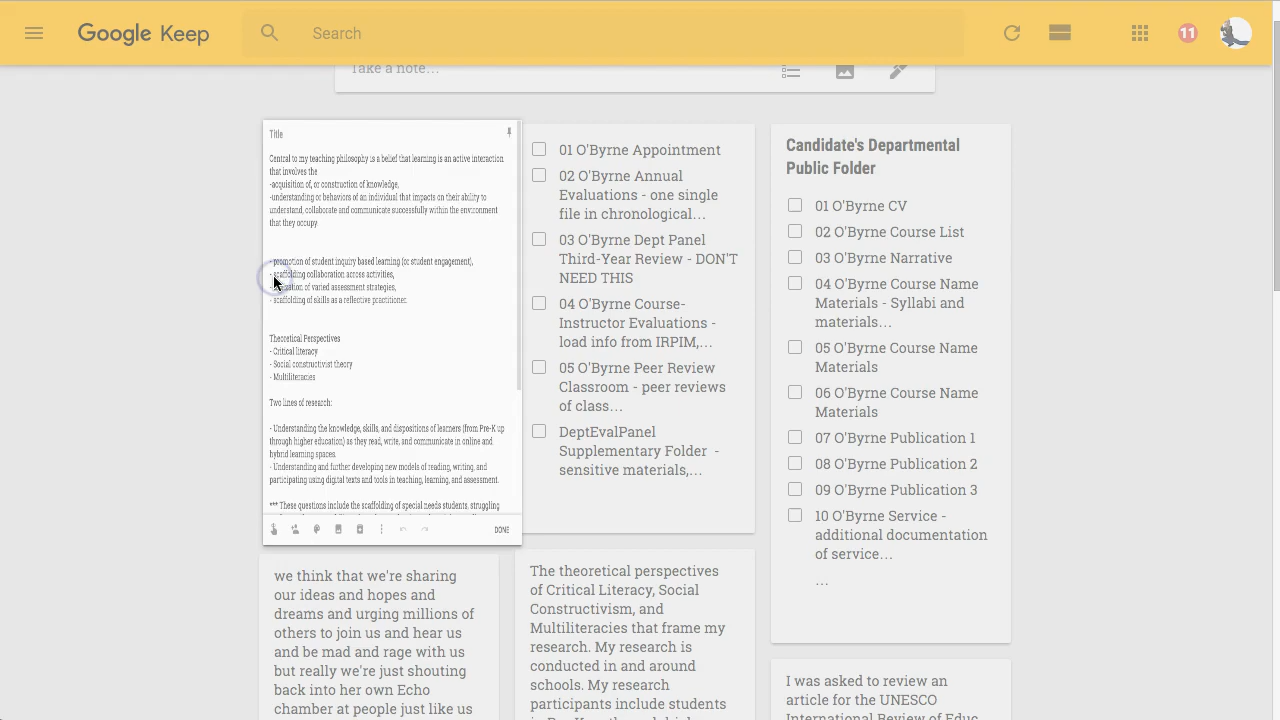 Google Keep
Search
11
Take a note…
Title
Central to my teaching philosophy is a belief that learning is an active interaction
that involves the
-acquisition of, or construction of knowledge,
-understanding or behaviors of an individual that impacts on their ability to
understand, collaborate and communicate successfully within the environment
that they occupy.
- promotion of student inquiry based learning (or student engagement),
- scaffolding collaboration across activities,
of varied assessment strategies,
- scaffolding of skills as a reflective practitioner.
Theoretical Perspectives
- Critical literacy
- Social constructivist theory
- Multiliteracies
Two lines of research:
- Understanding the knowledge, skills, and dispositions of learners (from Pre-K up
through higher education) as they read, write, and communicate in online and
hybrid learning spaces.
- Understanding and further developing new models of reading, writing, and
participating using digital texts and tools in teaching, learning, and assessment.
*** These questions include the scaffolding of special needs students, struggling
DONE
01 O'Byrne Appointment
02 O'Byrne Annual
Evaluations - one single
file in chronological…
03 O'Byrne Dept Panel
Third-Year Review - DON'T
NEED THIS
04 O'Byrne Course-
Instructor Evaluations -
load info from IRPIM,…
05 O'Byrne Peer Review
Classroom - peer reviews
of class…
DeptEvalPanel
Supplementary Folder -
sensitive materials,…
Candidate's Departmental
Public Folder
01 O'Byrne CV
02 O'Byrne Course List
03 O'Byrne Narrative
04 O'Byrne Course Name
Materials - Syllabi and
materials…
05 O'Byrne Course Name
Materials
06 O'Byrne Course Name
Materials
07 O'Byrne Publication 1
08 O'Byrne Publication 2
09 O'Byrne Publication 3
10 O'Byrne Service -
additional documentation
of service…
…
we think that we're sharing
our ideas and hopes and
dreams and urging millions of
others to join us and hear us
and be mad and rage with us
but really we're just shouting
back into her own Echo
chamber at people just like us
The theoretical perspectives
of Critical Literacy, Social
Constructivism, and
Multiliteracies that frame my
research. My research is
conducted in and around
schools. My research
participants include students
I was asked to review an
article for the UNESCO
International Review of Educ